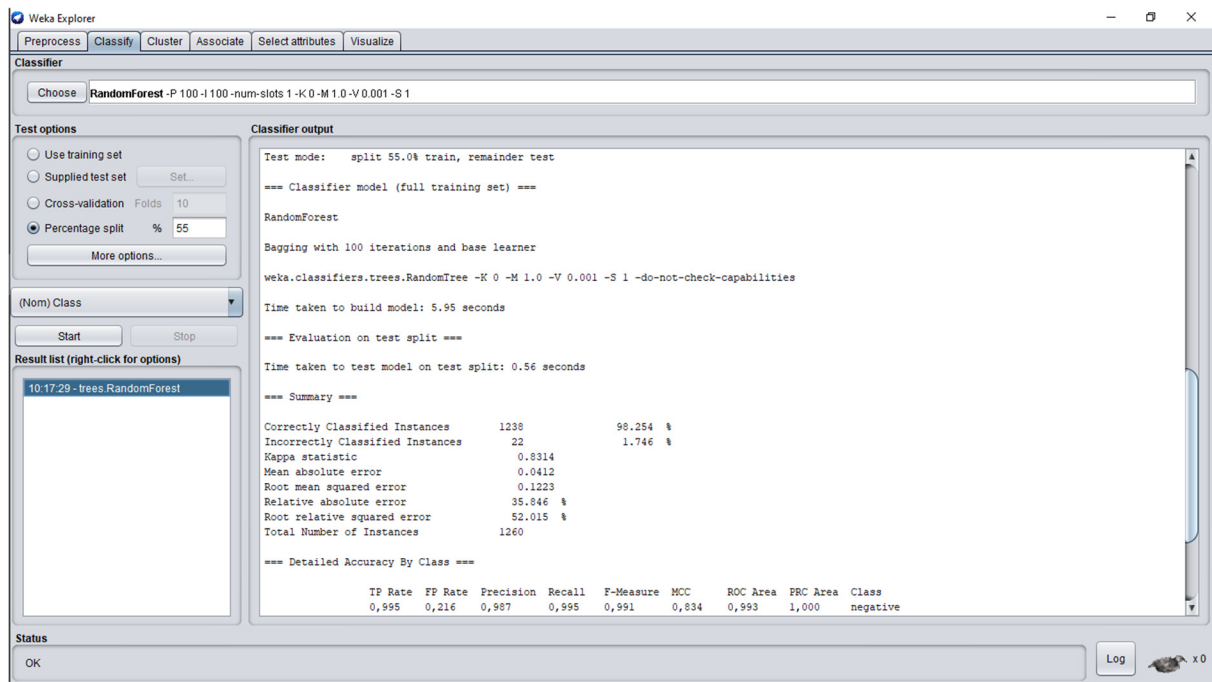 Weka Explorer
Preprocess Classify Cluster Associate Select attributes Visualize
Classifier
Choose RandomForest -P 100 -I 100 -num-slots 1 -K 0 -M 1.0 -V 0.001 -S 1
Test options
Use training set
Supplied test set Set...
Cross-validation Folds 10
Percentage split % 55
More options...
(Nom) Class
Start Stop
Result list (right-click for options)
10:17:29 - trees.RandomForest
Classifier output
Test mode: split 55.0% train, remainder test
=== Classifier model (full training set) ===
RandomForest
Bagging with 100 iterations and base learner
weka.classifiers.trees.RandomTree -K 0 -M 1.0 -V 0.001 -S 1 -do-not-check-capabilities
Time taken to build model: 5.95 seconds
=== Evaluation on test split ===
Time taken to test model on test split: 0.56 seconds
=== Summary ===
Correctly Classified Instances 1238 98.254 %
Incorrectly Classified Instances 22 1.746 %
Kappa statistic 0.8314
Mean absolute error 0.0412
Root mean squared error 0.1223
Relative absolute error 35.846 %
Root relative squared error 52.015 %
Total Number of Instances 1260
=== Detailed Accuracy By Class ===
TP Rate FP Rate Precision Recall F-Measure MCC ROC Area PRC Area Class
0,995 0,216 0,987 0,995 0,991 0,834 0,993 1,000 negative
Status
OK
Log
x 0